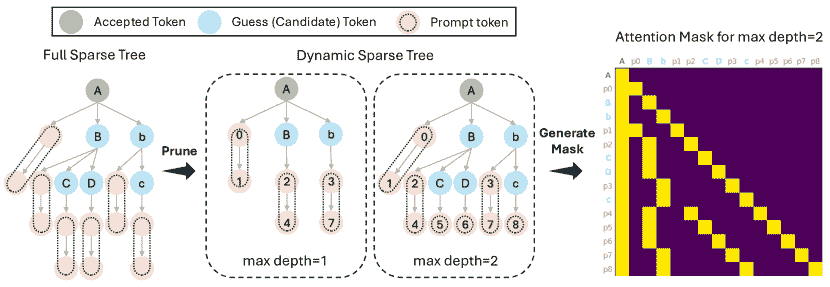 Accepted Token
Guess (Candidate) Token
Prompt token
Full Sparse Tree
Dynamic Sparse Tree
Attention Mask for max depth=2
A
B
b
C
D
c
Prune
A
0
B
b
1
2
3
4
7
max depth=1
A
0
B
b
1
2
C
D
3
c
4
5
6
7
8
max depth=2
Generate
Mask
A p0 B b p1 p2 C D p3 c p4 p5 p6 p7 p8
A
p0
B
b
p1
p2
C
D
p3
c
p4
p5
p6
p7
p8